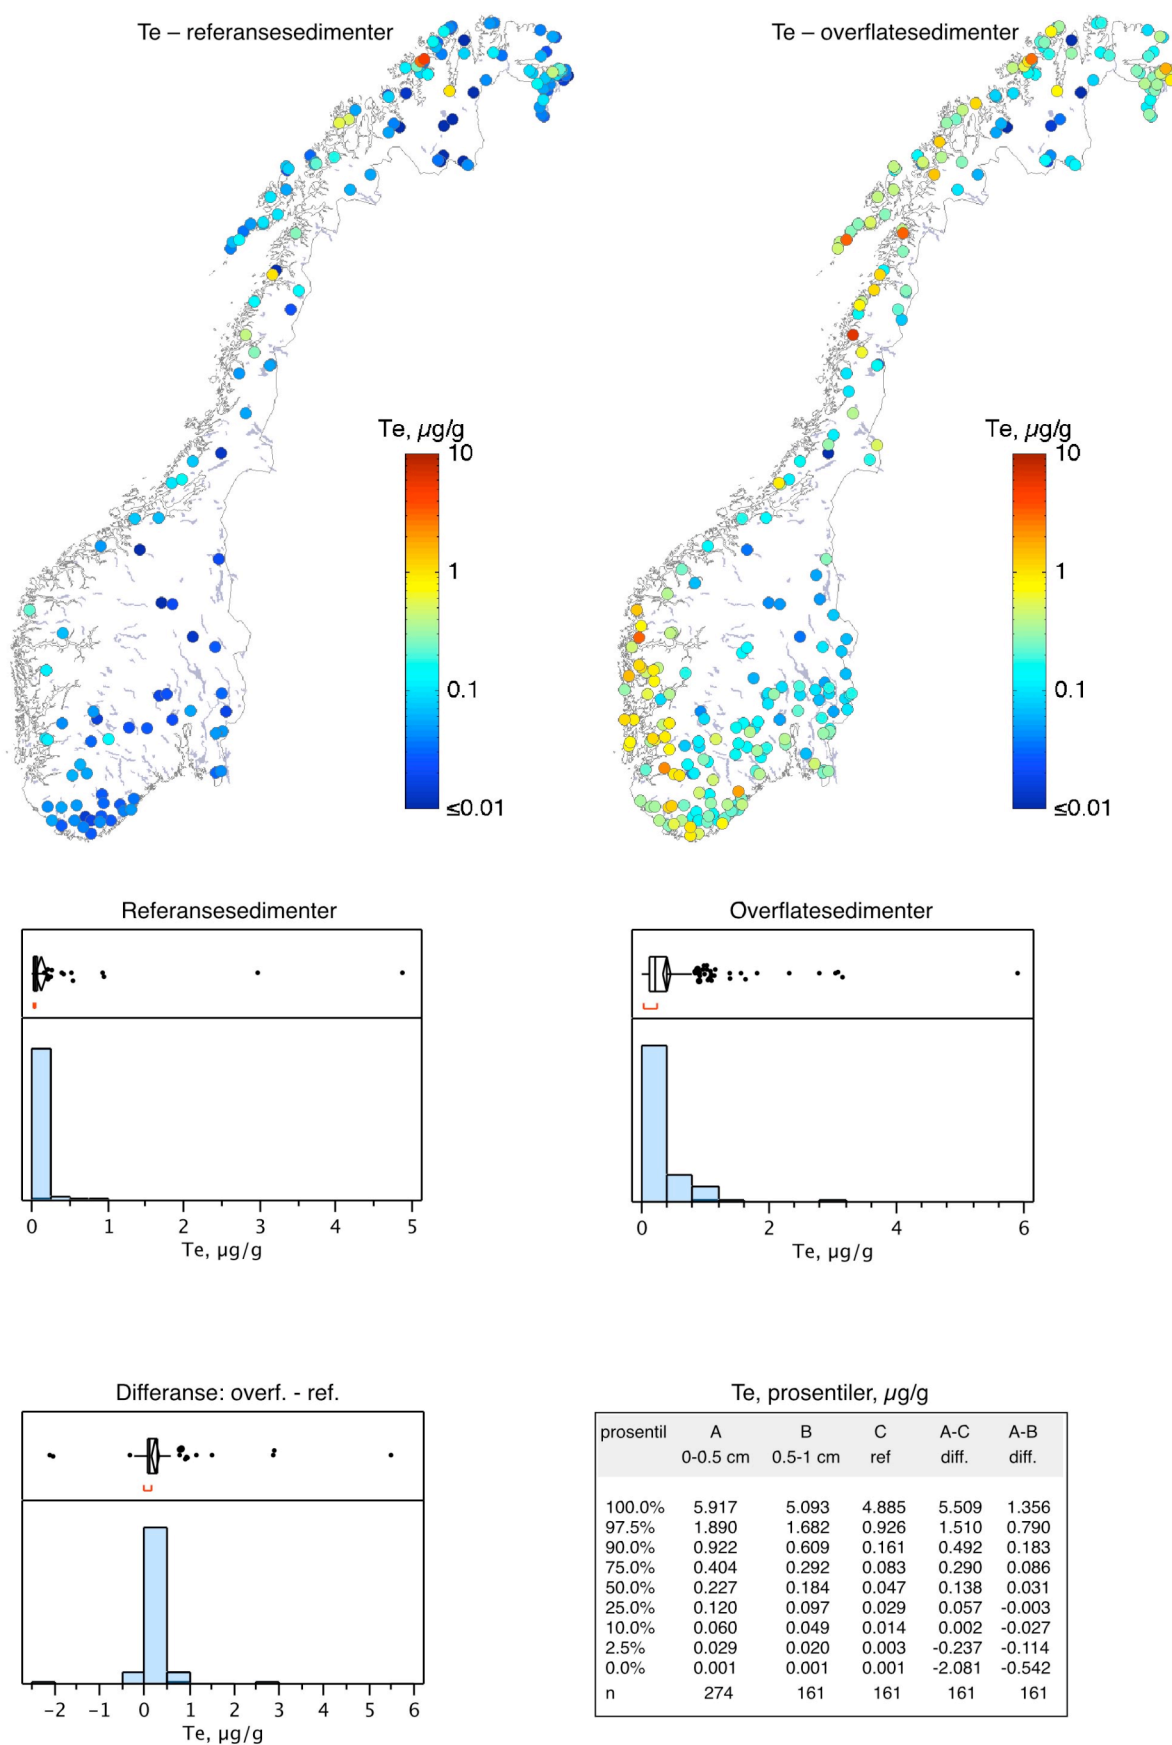 Te – referansesedimenter
Te – overflatesedimenter
Te, µg/g
10
1
0.1
≤0.01
Te, µg/g
10
1
0.1
≤0.01
Referansesedimenter
0 1 2 3 4 5
Te, µg/g
Overflatesedimenter
0 2 4 6
Te, µg/g
Differanse: overf. - ref.
−2 −1 0 1 2 3 4 5 6
Te, µg/g
Te, prosentiler, µg/g
prosentil A B C A-C A-B
0-0.5 cm 0.5-1 cm ref diff. diff.
100.0% 5.917 5.093 4.885 5.509 1.356
97.5% 1.890 1.682 0.926 1.510 0.790
90.0% 0.922 0.609 0.161 0.492 0.183
75.0% 0.404 0.292 0.083 0.290 0.086
50.0% 0.227 0.184 0.047 0.138 0.031
25.0% 0.120 0.097 0.029 0.057 -0.003
10.0% 0.060 0.049 0.014 0.002 -0.027
2.5% 0.029 0.020 0.003 -0.237 -0.114
0.0% 0.001 0.001 0.001 -2.081 -0.542
n 274 161 161 161 161